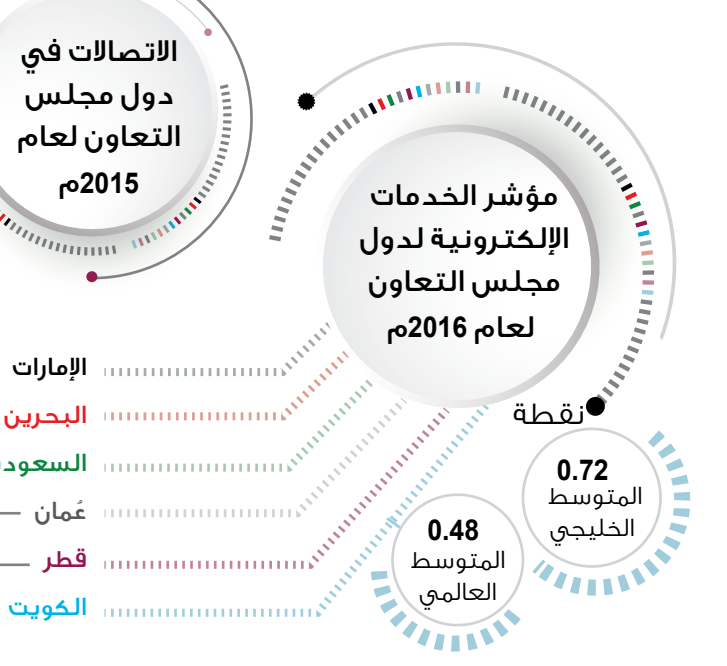 الاتصالات في
دول مجلس
التعاون لعام
2015م
مؤشر الخدمات
الإلكترونية لدول
مجلس التعاون
لعام 2016م
الإمارات
البحرين
عُمان
قطر
الكويت
نقطة
0.72
المتوسط
الخليجي
0.48
المتوسط
العالمي